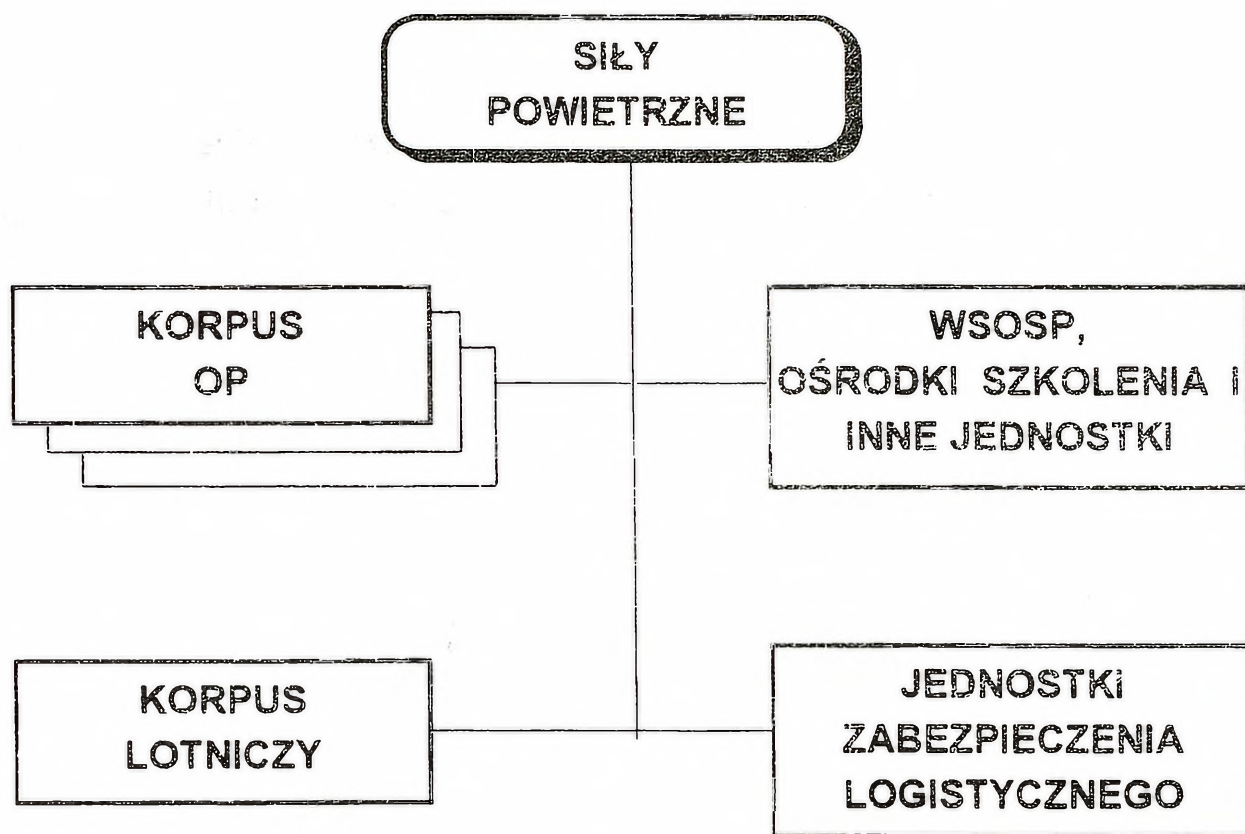 SIŁY
POWIETRZNE
KORPUS
OP
WSOSP,
OŚRODKI SZKOLENIA I
INNE JEDNOSTKI
KORPUS
LOTNICZY
JEDNOSTKI
ZABEZPIECZENIA
LOGISTYCZNEGO